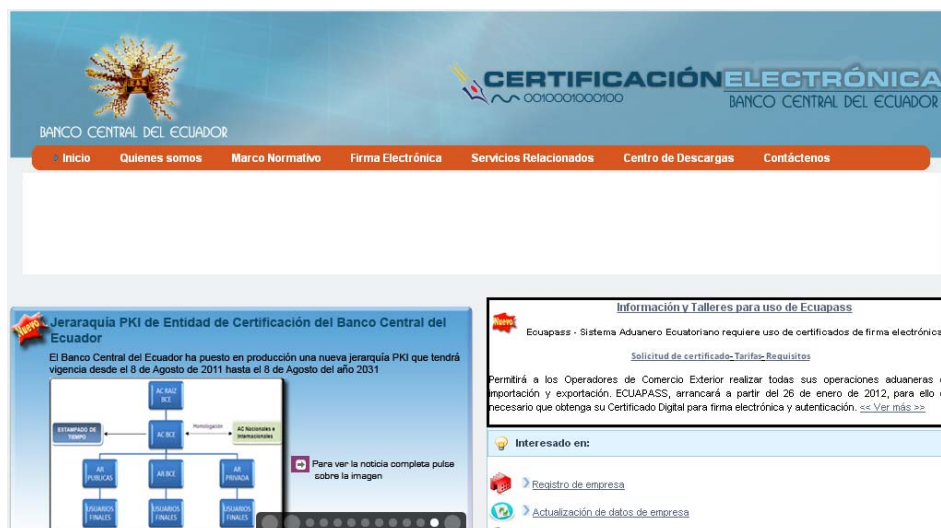 CERTIFICACIÓN ELECTRÓNICA
0010001000100
BANCO CENTRAL DEL ECUADOR
BANCO CENTRAL DEL ECUADOR
Inicio Quienes somos Marco Normativo Firma Electrónica Servicios Relacionados Centro de Descargas Contáctenos
Nuevo
Jeraraquía PKI de Entidad de Certificación del Banco Central del
Ecuador
El Banco Central del Ecuador ha puesto en producción una nueva jerarquía PKI que tendrá
vigencia desde el 8 de Agosto de 2011 hasta el 8 de Agosto del año 2031
AC RAIZ
BCE
ESTAMPADO DE
TIEMPO
AC BCE
Homologación
AC Nacionales e
Internacionales
AR
PUBLICAS
AR BCE
AR
PRIVADA
USUARIOS
FINALES
USUARIOS
FINALES
USUARIOS
FINALES
Para ver la noticia completa pulse
sobre la imagen
Nuevo
Información y Talleres para uso de Ecuapass
Ecuapass - Sistema Aduanero Ecuatoriano requiere uso de certificados de firma electrónica
Solicitud de certificado-Tarifas-Requisitos
Permitirá a los Operadores de Comercio Exterior realizar todas sus operaciones aduaneras
importación y exportación. ECUAPASS, arrancará a partir del 26 de enero de 2012, para ello
necesario que obtenga su Certificado Digital para firma electrónica y autenticación. << Ver más >>
Interesado en:
Registro de empresa
Actualización de datos de empresa